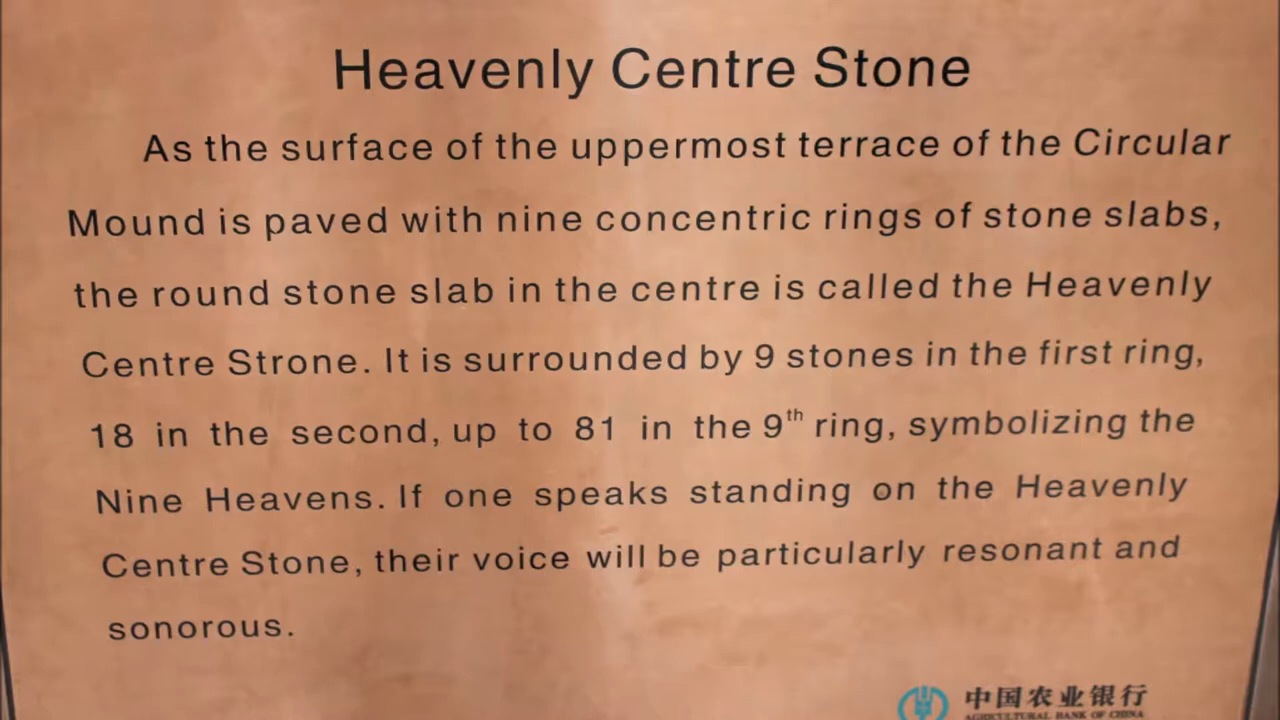 Heavenly Centre Stone
As the surface of the uppermost terrace of the Circular
Mound is paved with nine concentric rings of stone slabs,
the round stone slab in the centre is called the Heavenly
Centre Strone. It is surrounded by 9 stones in the first ring,
18 in the second, up to 81 in the 9th ring, symbolizing the
Nine Heavens. If one speaks standing on the Heavenly
Centre Stone, their voice will be particularly resonant and
sonorous.
中国农业银行
AGRICULTURAL BANK OF CHINA